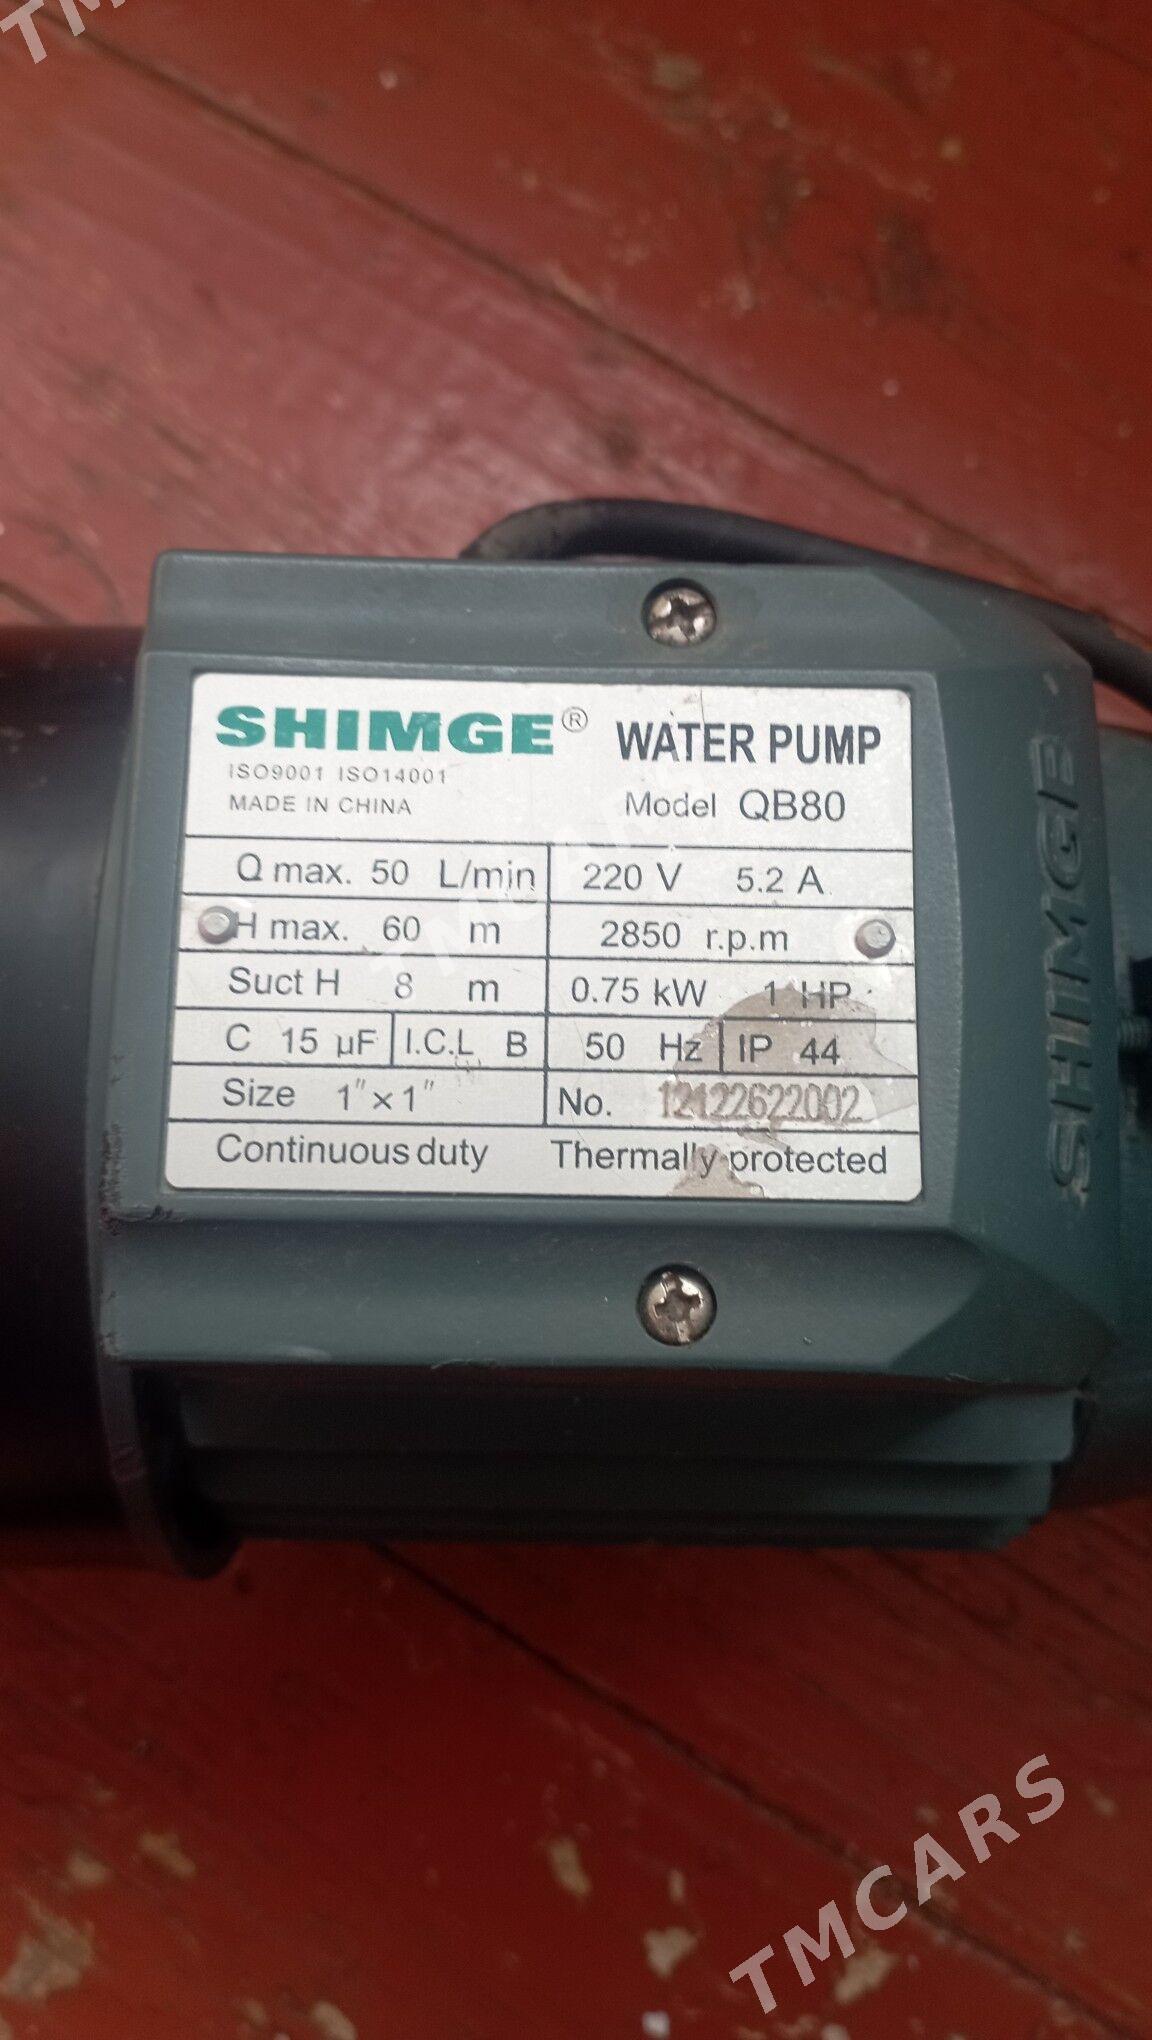 SHIMGE® WATER PUMP
ISO9001 ISO14001
MADE IN CHINA
Model QB80
Q max. 50 L/min 220 V 5.2 A
H max. 60 m 2850 r.p.m
Suct H 8 m 0.75 kW 1 HP
C 15 µF I.C.L B 50 Hz IP 44
Size 1"×1" No. 12122622002
Continuous duty Thermally protected
SHIMGE
TMCARS
TMCARS